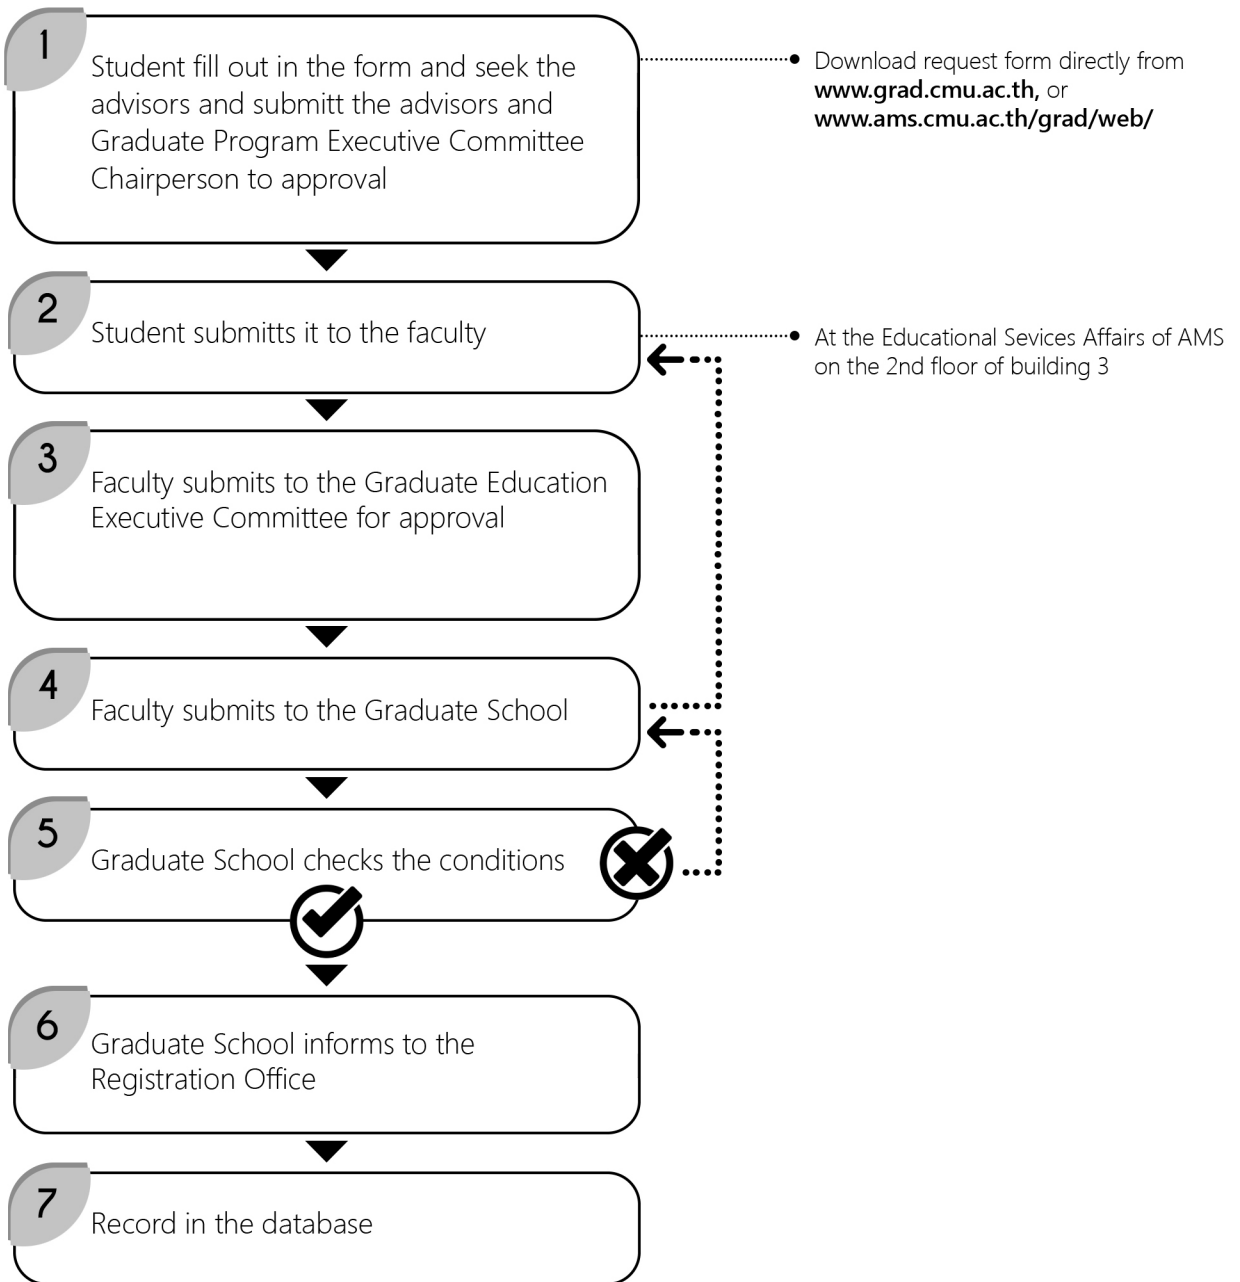 1
Student fill out in the form and seek the
advisors and submitt the advisors and
Graduate Program Executive Committee
Chairperson to approval
Download request form directly from
www.grad.cmu.ac.th, or
www.ams.cmu.ac.th/grad/web/
2
Student submitts it to the faculty
At the Educational Sevices Affairs of AMS
on the 2nd floor of building 3
3
Faculty submits to the Graduate Education
Executive Committee for approval
4
Faculty submits to the Graduate School
5
Graduate School checks the conditions
6
Graduate School informs to the
Registration Office
7
Record in the database